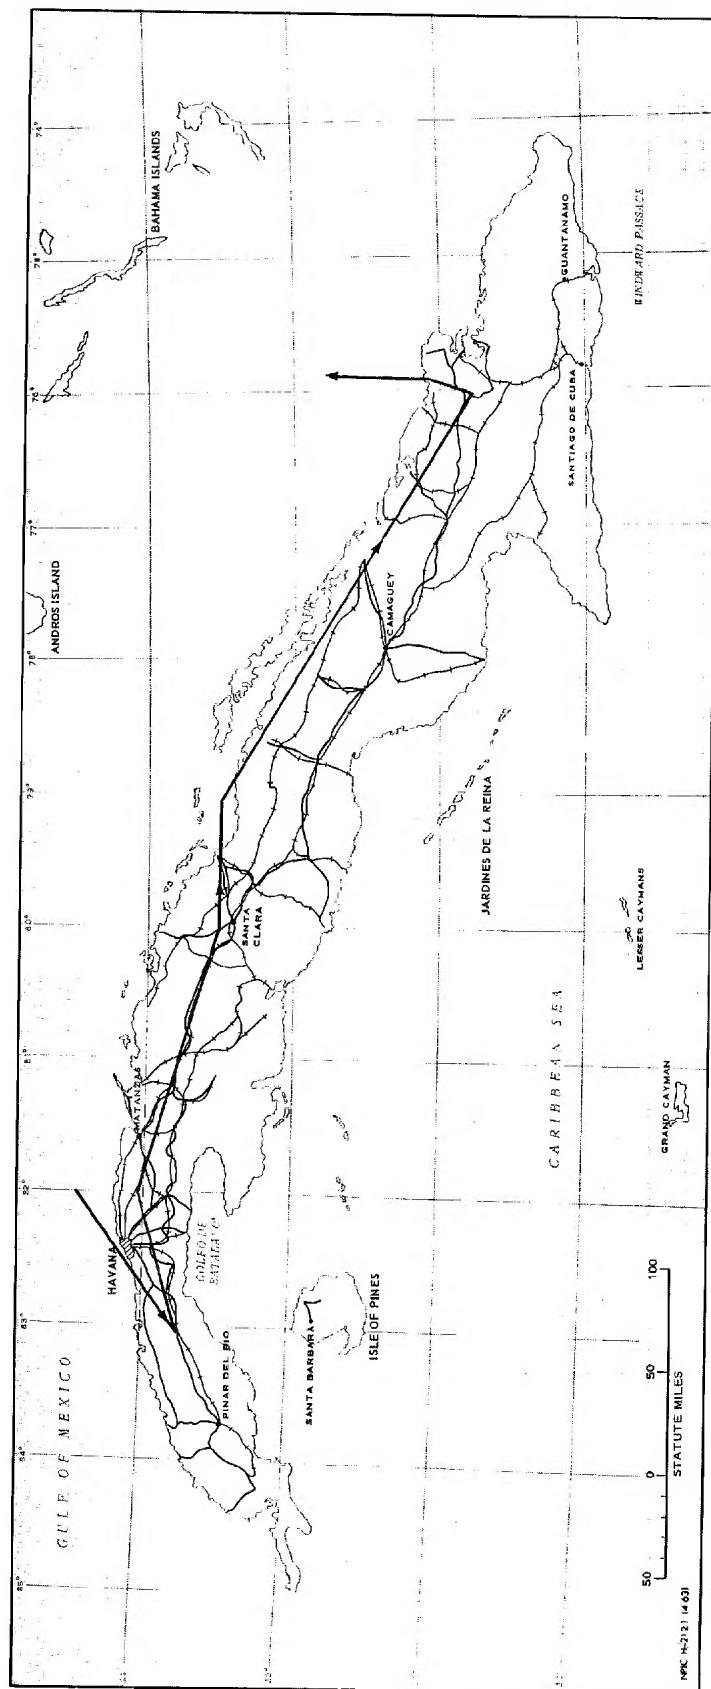 GULF OF MEXICO
85°
84°
83°
82°
81°
80°
79°
78°
77°
76°
75°
74°
ANDROS ISLAND
BAHAMA ISLANDS
HAVANA
MATANZAS
PINAR DEL RIO
GOLFO DE
BATABANO
SANTA
CLARA
CAMAGUEY
SANTIAGO DE CUBA
GUANTANAMO
WINDWARD PASSAGE
SANTA BARBARA
ISLE OF PINES
JARDINES DE LA REINA
CARIBBEAN SEA
LESSER CAYMANS
GRAND CAYMAN
50
0
50
100
STATUTE MILES